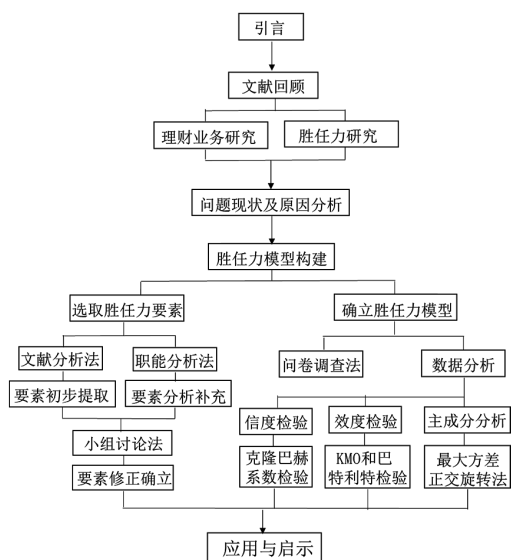 引言
文献回顾
理财业务研究
胜任力研究
问题现状及原因分析
胜任力模型构建
选取胜任力要素
确立胜任力模型
文献分析法
职能分析法
问卷调查法
数据分析
要素初步提取
要素分析补充
信度检验
效度检验
主成分分析
小组讨论法
克隆巴赫
系数检验
KMO和巴
特利特检验
最大方差
正交旋转法
要素修正确立
应用与启示